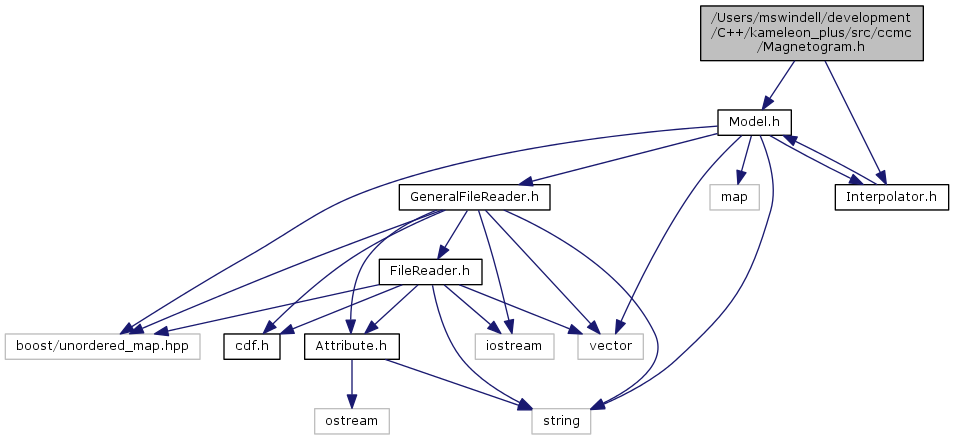 /Users/mswindell/development
/C++/kameleon_plus/src/ccmc
/Magnetogram.h
Model.h
GeneralFileReader.h
map
Interpolator.h
FileReader.h
boost/unordered_map.hpp
cdf.h
Attribute.h
iostream
vector
ostream
string